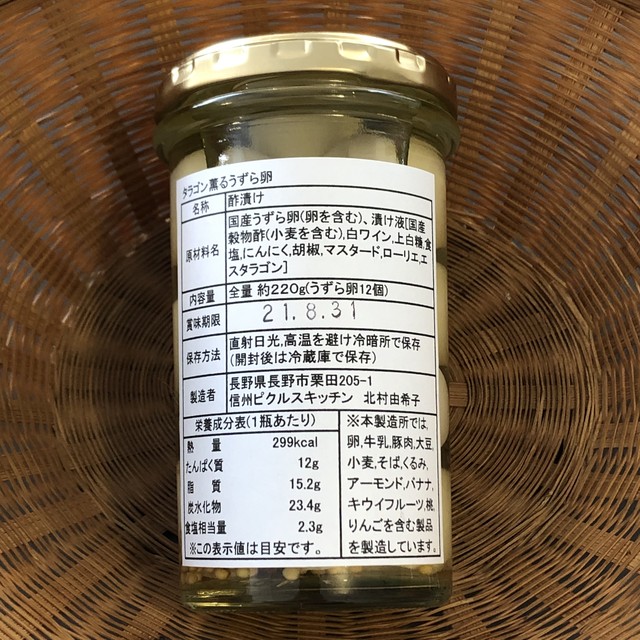 タラゴン薫るうずら卵
名称 酢漬け
原材料名 国産うずら卵(卵を含む)、漬け液[国産
穀物酢(小麦を含む),白ワイン,上白糖,食
塩,にんにく,胡椒,マスタード,ローリエ,エ
スタラゴン]
内容量 全量 約220g(うずら卵12個)
賞味期限 21.8.31
保存方法 直射日光,高温を避け冷暗所で保存
(開封後は冷蔵庫で保存)
製造者 長野県長野市栗田205-1
信州ピクルスキッチン 北村由希子
栄養成分表(1瓶あたり)
熱量 299kcal
たんぱく質 12g
脂質 15.2g
炭水化物 23.4g
食塩相当量 2.3g
※この表示値は目安です。
※本製造所では,
卵,牛乳,豚肉,大豆,
小麦,そば,くるみ,
アーモンド,バナナ,
キウイフルーツ,桃,
りんごを含む製品
を製造しています。